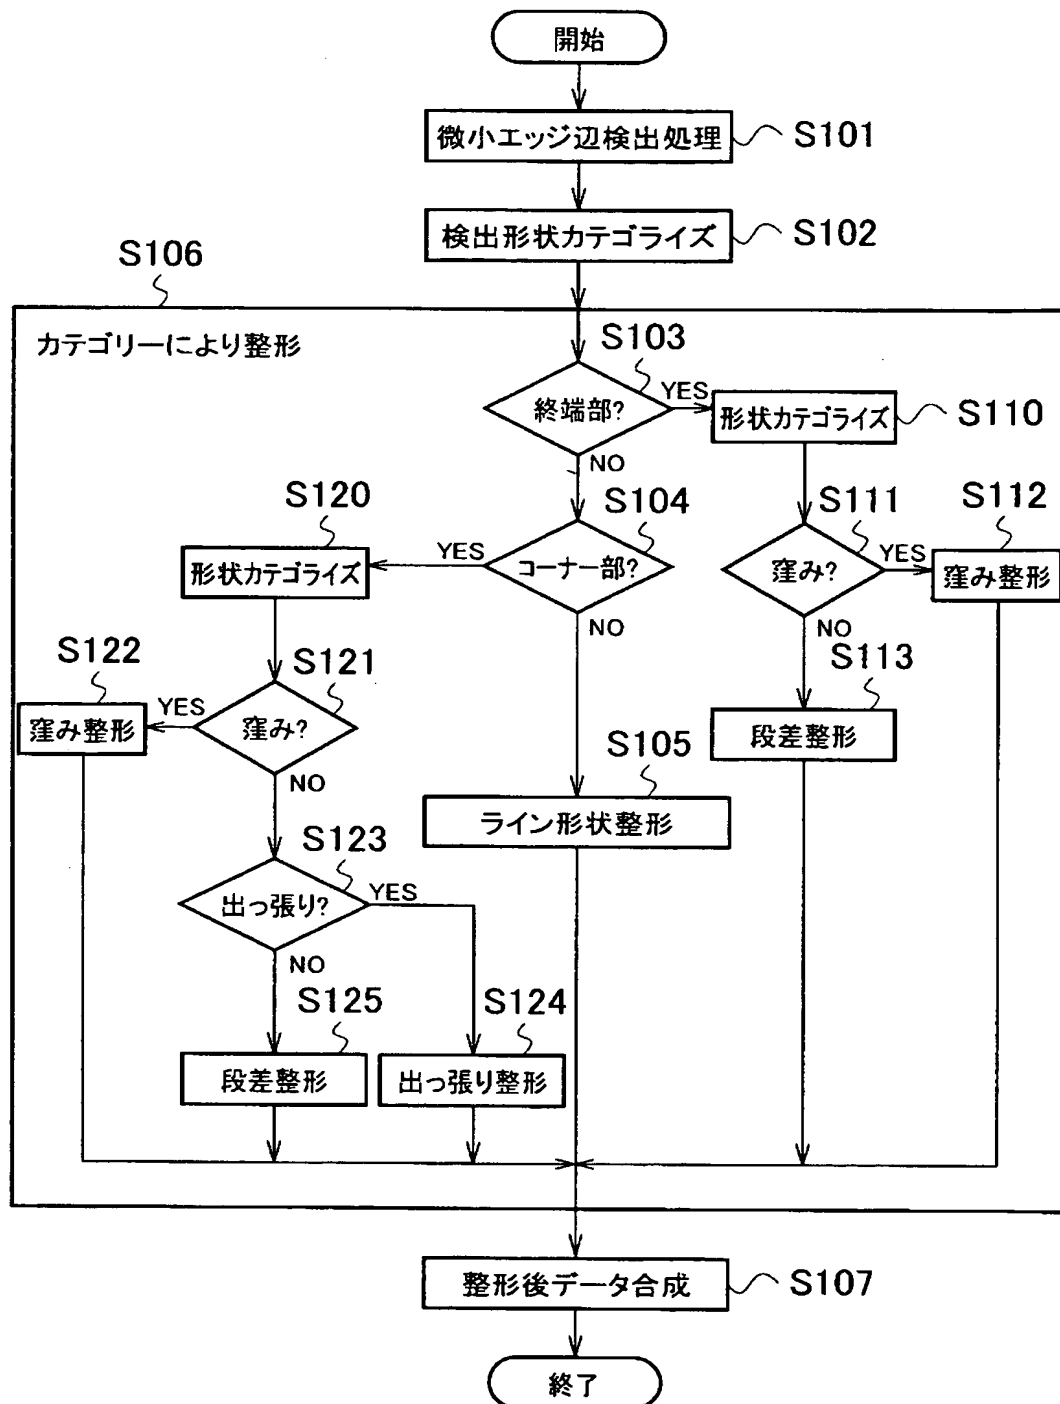 開始
微小エッジ辺検出処理
S101
検出形状カテゴライズ
S102
S106
カテゴリーにより整形
S103
終端部?
YES
形状カテゴライズ
S110
NO
S120
S104
S111
S112
形状カテゴライズ
YES
コーナー部?
窪み?
YES
窪み整形
NO
NO
S122
S121
S113
窪み整形
YES
窪み?
段差整形
NO
S105
ライン形状整形
S123
出っ張り?
YES
NO
S125
S124
段差整形
出っ張り整形
整形後データ合成
S107
終了